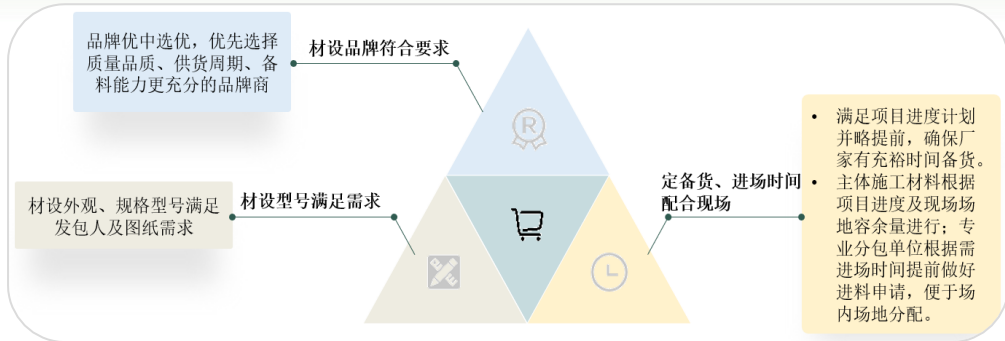 品牌优中选优，优先选择
质量品质、供货周期、备
料能力更充分的品牌商
材设品牌符合要求
R
材设外观、规格型号满足
发包人及图纸需求
材设型号满足需求
定备货、进场时间
配合现场
• 满足项目进度计划
并略提前，确保厂
家有充裕时间备货。
• 主体施工材料根据
项目进度及现场场
地容余量进行；专
业分包单位根据需
进场时间提前做好
进料申请，便于场
内场地分配。